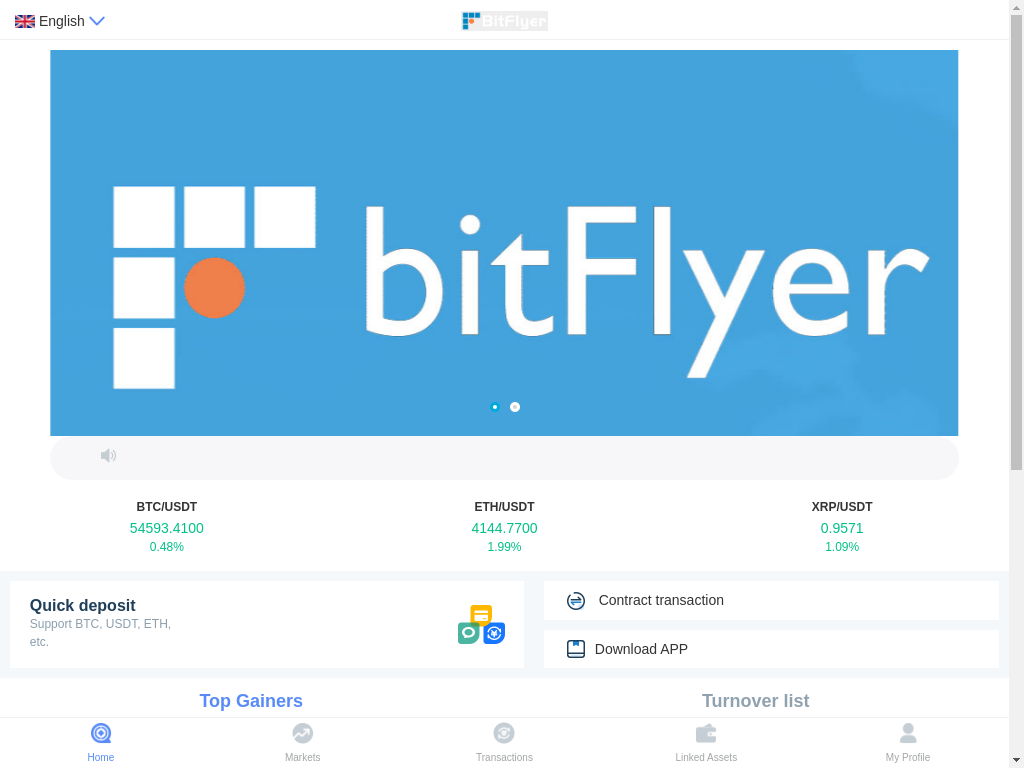 English
BitFlyer
bitFlyer
BTC/USDT
54593.4100
0.48%
ETH/USDT
4144.7700
1.99%
XRP/USDT
0.9571
1.09%
Quick deposit
Support BTC, USDT, ETH,
etc.
Contract transaction
Download APP
Top Gainers
Turnover list
Home
Markets
Transactions
Linked Assets
My Profile